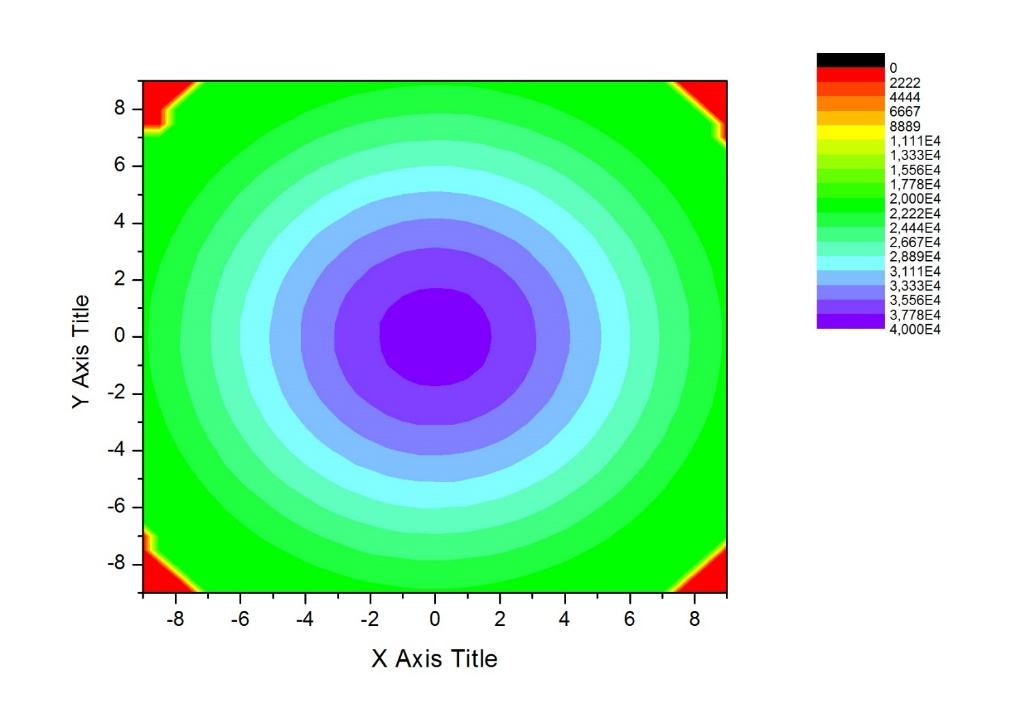 0
2222
4444
6667
8889
1,111E4
1,333E4
1,556E4
1,778E4
2,000E4
2,222E4
2,444E4
2,667E4
2,889E4
3,111E4
3,333E4
3,556E4
3,778E4
4,000E4
8
6
4
2
0
-2
-4
-6
-8
Y Axis Title
-8 -6 -4 -2 0 2 4 6 8
X Axis Title